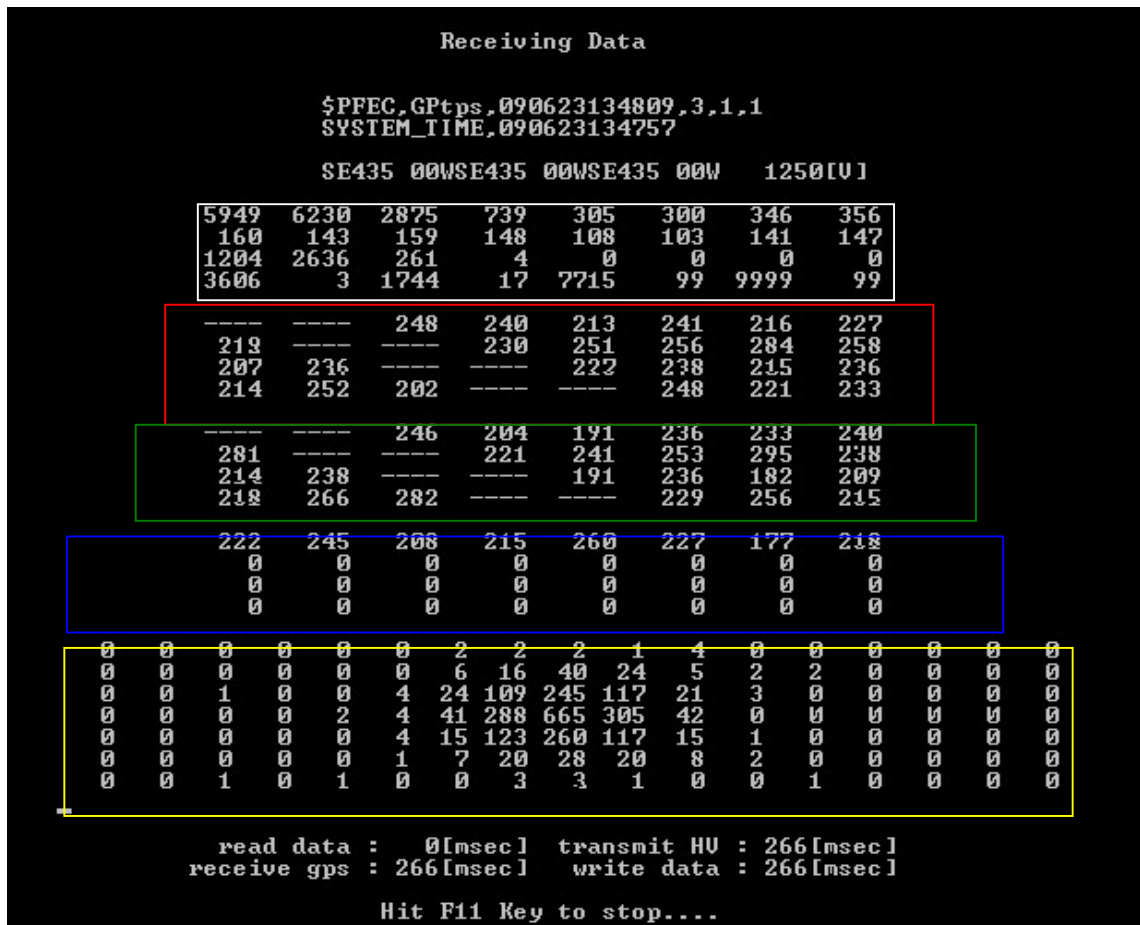 Receiving Data
$PFEC,GPtps,090623134809,3,1,1
SYSTEM_TIME,090623134757
SE435 00WSE435 00WSE435 00W 1250[V]
5949 6230 2875 739 305 300 346 356
160 143 159 148 108 103 141 147
1204 2636 261 4 0 0 0 0
3606 3 1744 17 7715 99 9999 99
---- ---- 248 240 213 241 216 227
219 ---- ---- 230 251 256 284 258
207 236 ---- ---- 222 238 215 236
214 252 202 ---- ---- 248 221 233
---- ---- 246 204 191 236 233 240
281 ---- ---- 221 241 253 295 238
214 238 ---- ---- 191 236 182 209
218 266 282 ---- ---- 229 256 215
222 245 208 215 260 227 177 218
0 0 0 0 0 0 0 0
0 0 0 0 0 0 0 0
0 0 0 0 0 0 0 0
0 0 0 0 0 0 2 2 2 1 4 0 0 0 0 0 0
0 0 0 0 0 0 6 16 40 24 5 2 2 0 0 0 0
0 0 1 0 0 4 24 109 245 117 21 3 0 0 0 0 0
0 0 0 0 2 4 41 288 665 305 42 0 0 0 0 0 0
0 0 0 0 0 4 15 123 260 117 15 1 0 0 0 0 0
0 0 0 0 0 1 7 20 28 20 8 2 0 0 0 0 0
0 0 1 0 1 0 0 3 3 1 0 0 1 0 0 0 0
read data : 0[msec] transmit HV : 266[msec]
receive gps : 266[msec] write data : 266[msec]
Hit F11 Key to stop....